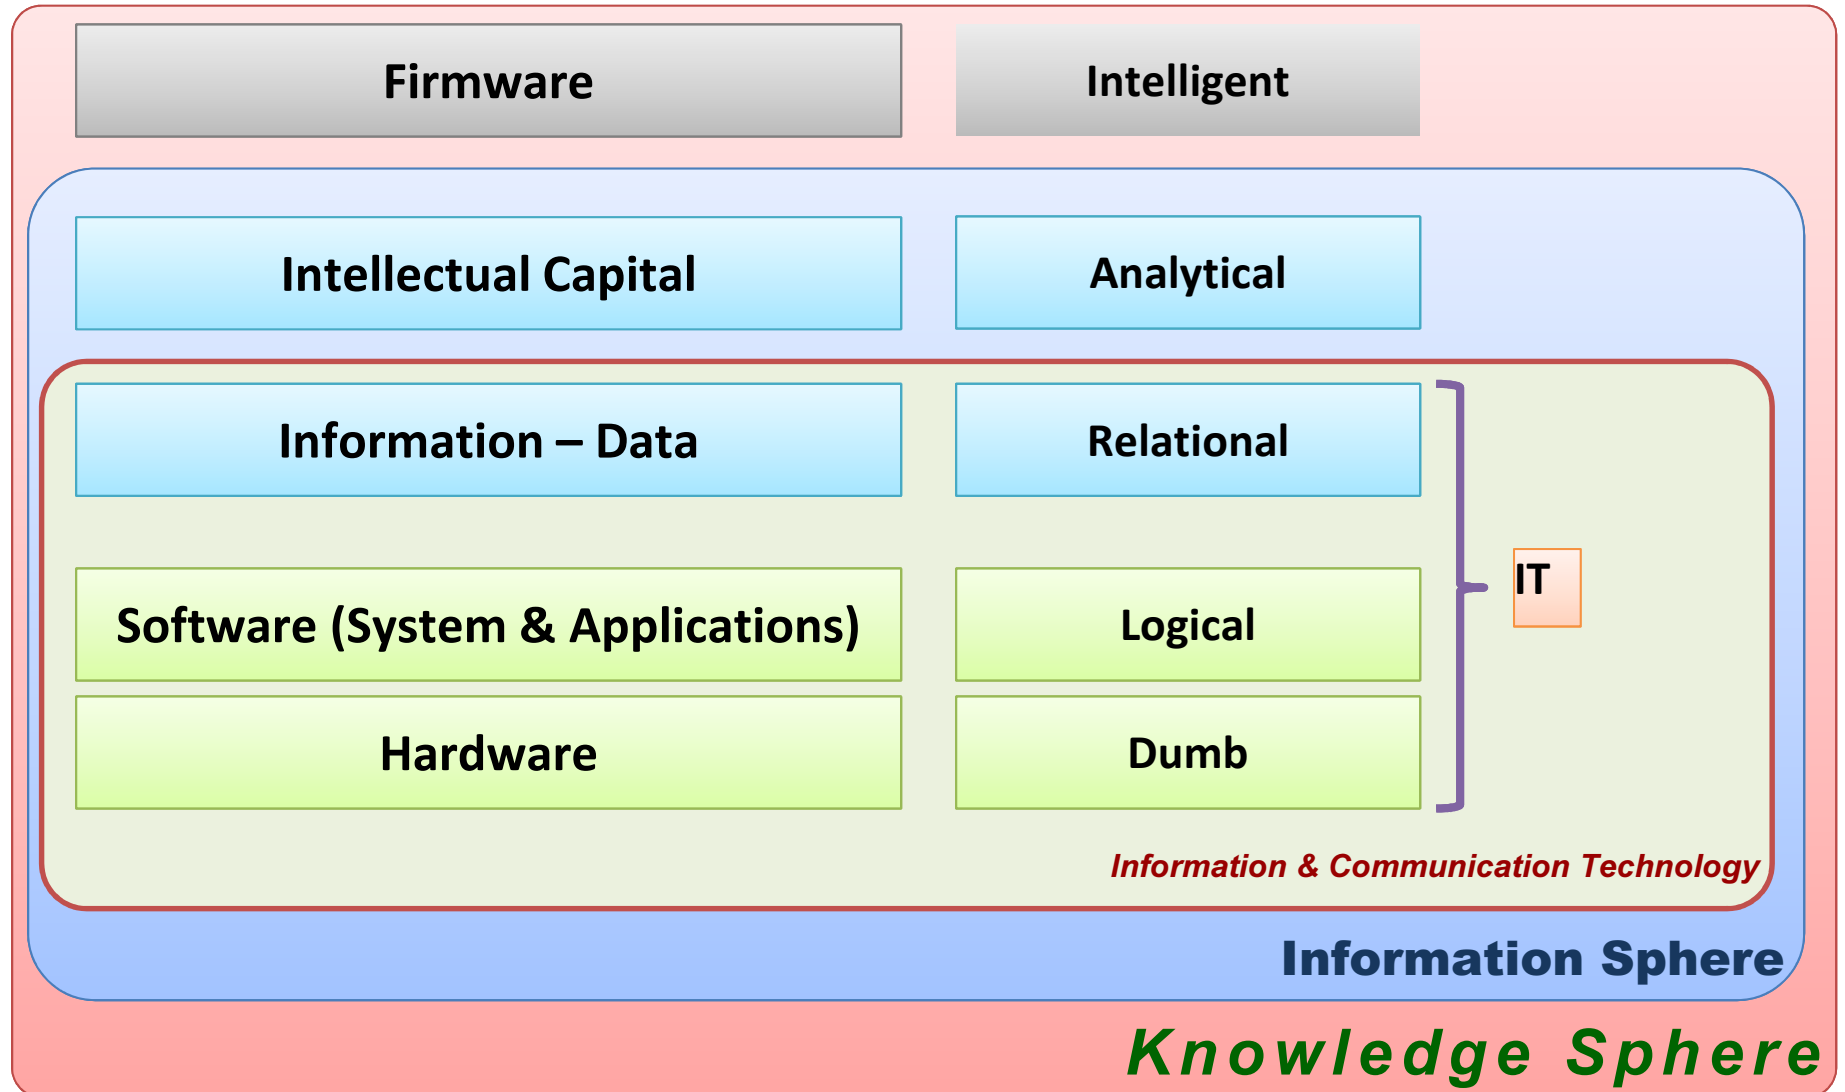 Firmware
Intelligent
Intellectual Capital
Analytical
Information – Data
Relational
IT
Software (System & Applications)
Logical
Hardware
Dumb
Information & Communication Technology
Information Sphere
Knowledge Sphere